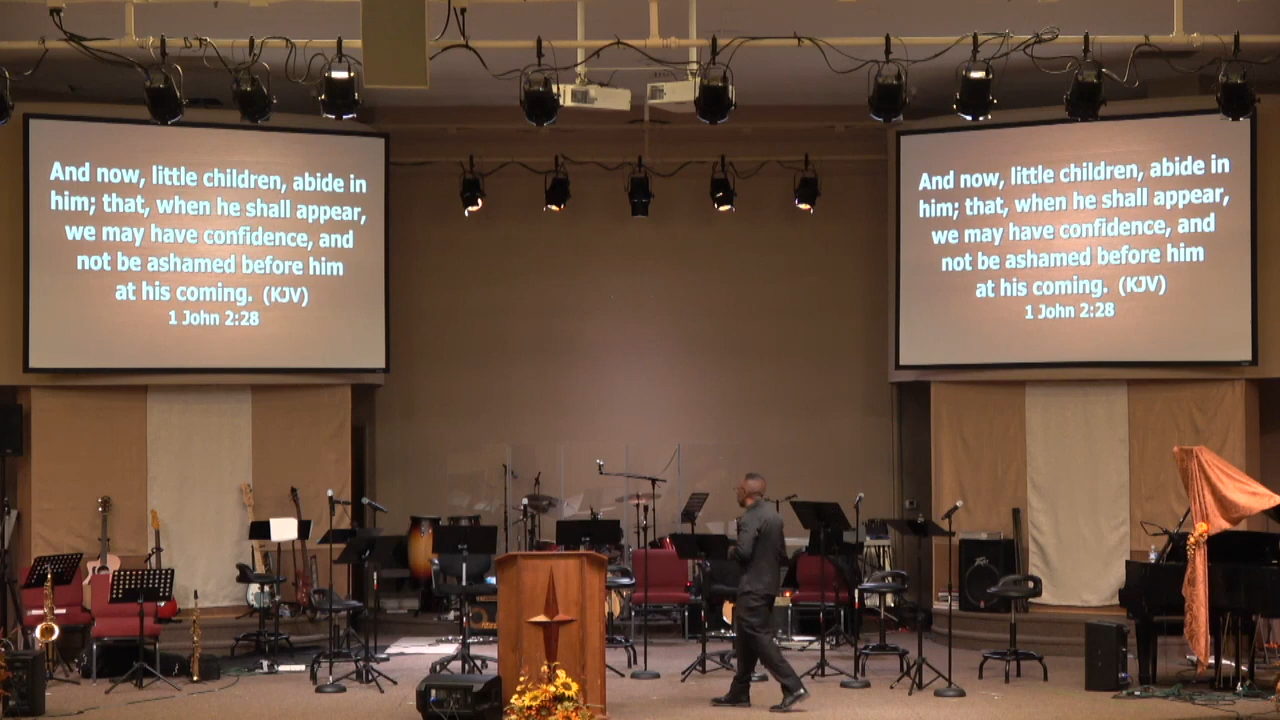 And now, little children, abide in
him; that, when he shall appear,
we may have confidence, and
not be ashamed before him
at his coming. (KJV)
1 John 2:28
And now, little children, abide in
him; that, when he shall appear,
we may have confidence, and
not be ashamed before him
at his coming. (KJV)
1 John 2:28